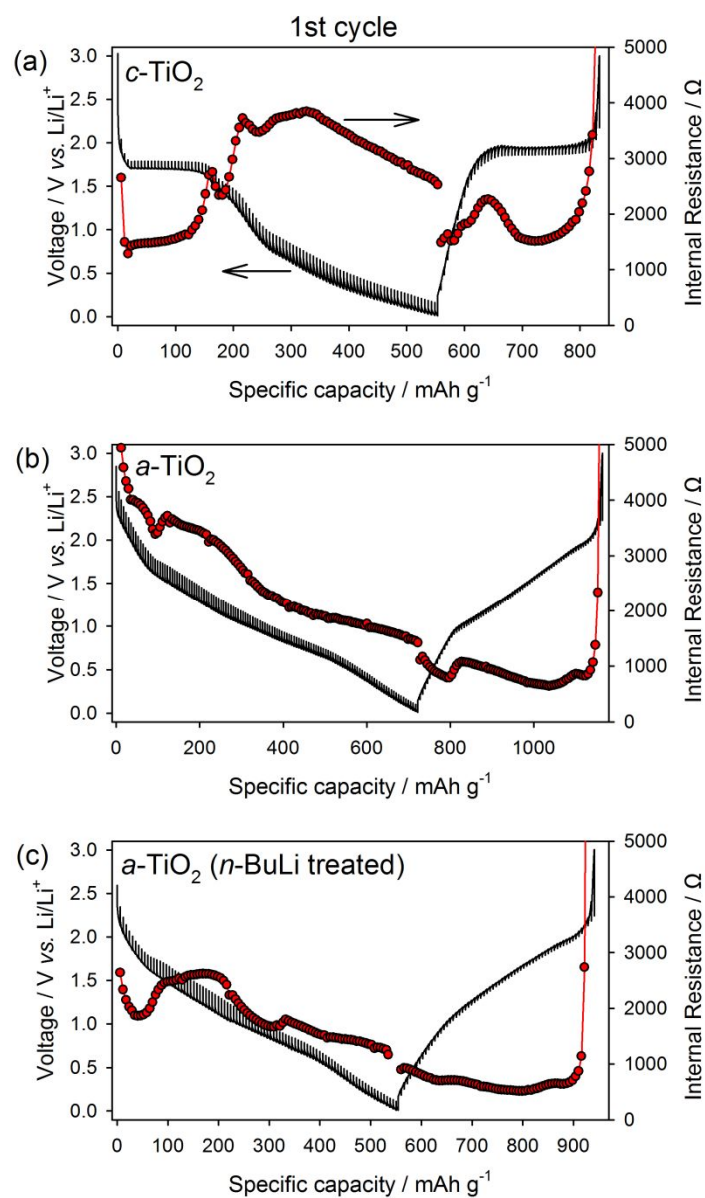 1st cycle
(a)
c-TiO₂
3.0
2.5
2.0
1.5
1.0
0.5
0.0
Voltage / V vs. Li/Li⁺
5000
4000
3000
2000
1000
0
Internal Resistance / Ω
0 100 200 300 400 500 600 700 800
Specific capacity / mAh g⁻¹
(b)
a-TiO₂
3.0
2.5
2.0
1.5
1.0
0.5
0.0
Voltage / V vs. Li/Li⁺
5000
4000
3000
2000
1000
0
Internal Resistance / Ω
0 200 400 600 800 1000
Specific capacity / mAh g⁻¹
(c)
a-TiO₂ (n-BuLi treated)
3.0
2.5
2.0
1.5
1.0
0.5
0.0
Voltage / V vs. Li/Li⁺
5000
4000
3000
2000
1000
0
Internal Resistance / Ω
0 100 200 300 400 500 600 700 800 900
Specific capacity / mAh g⁻¹